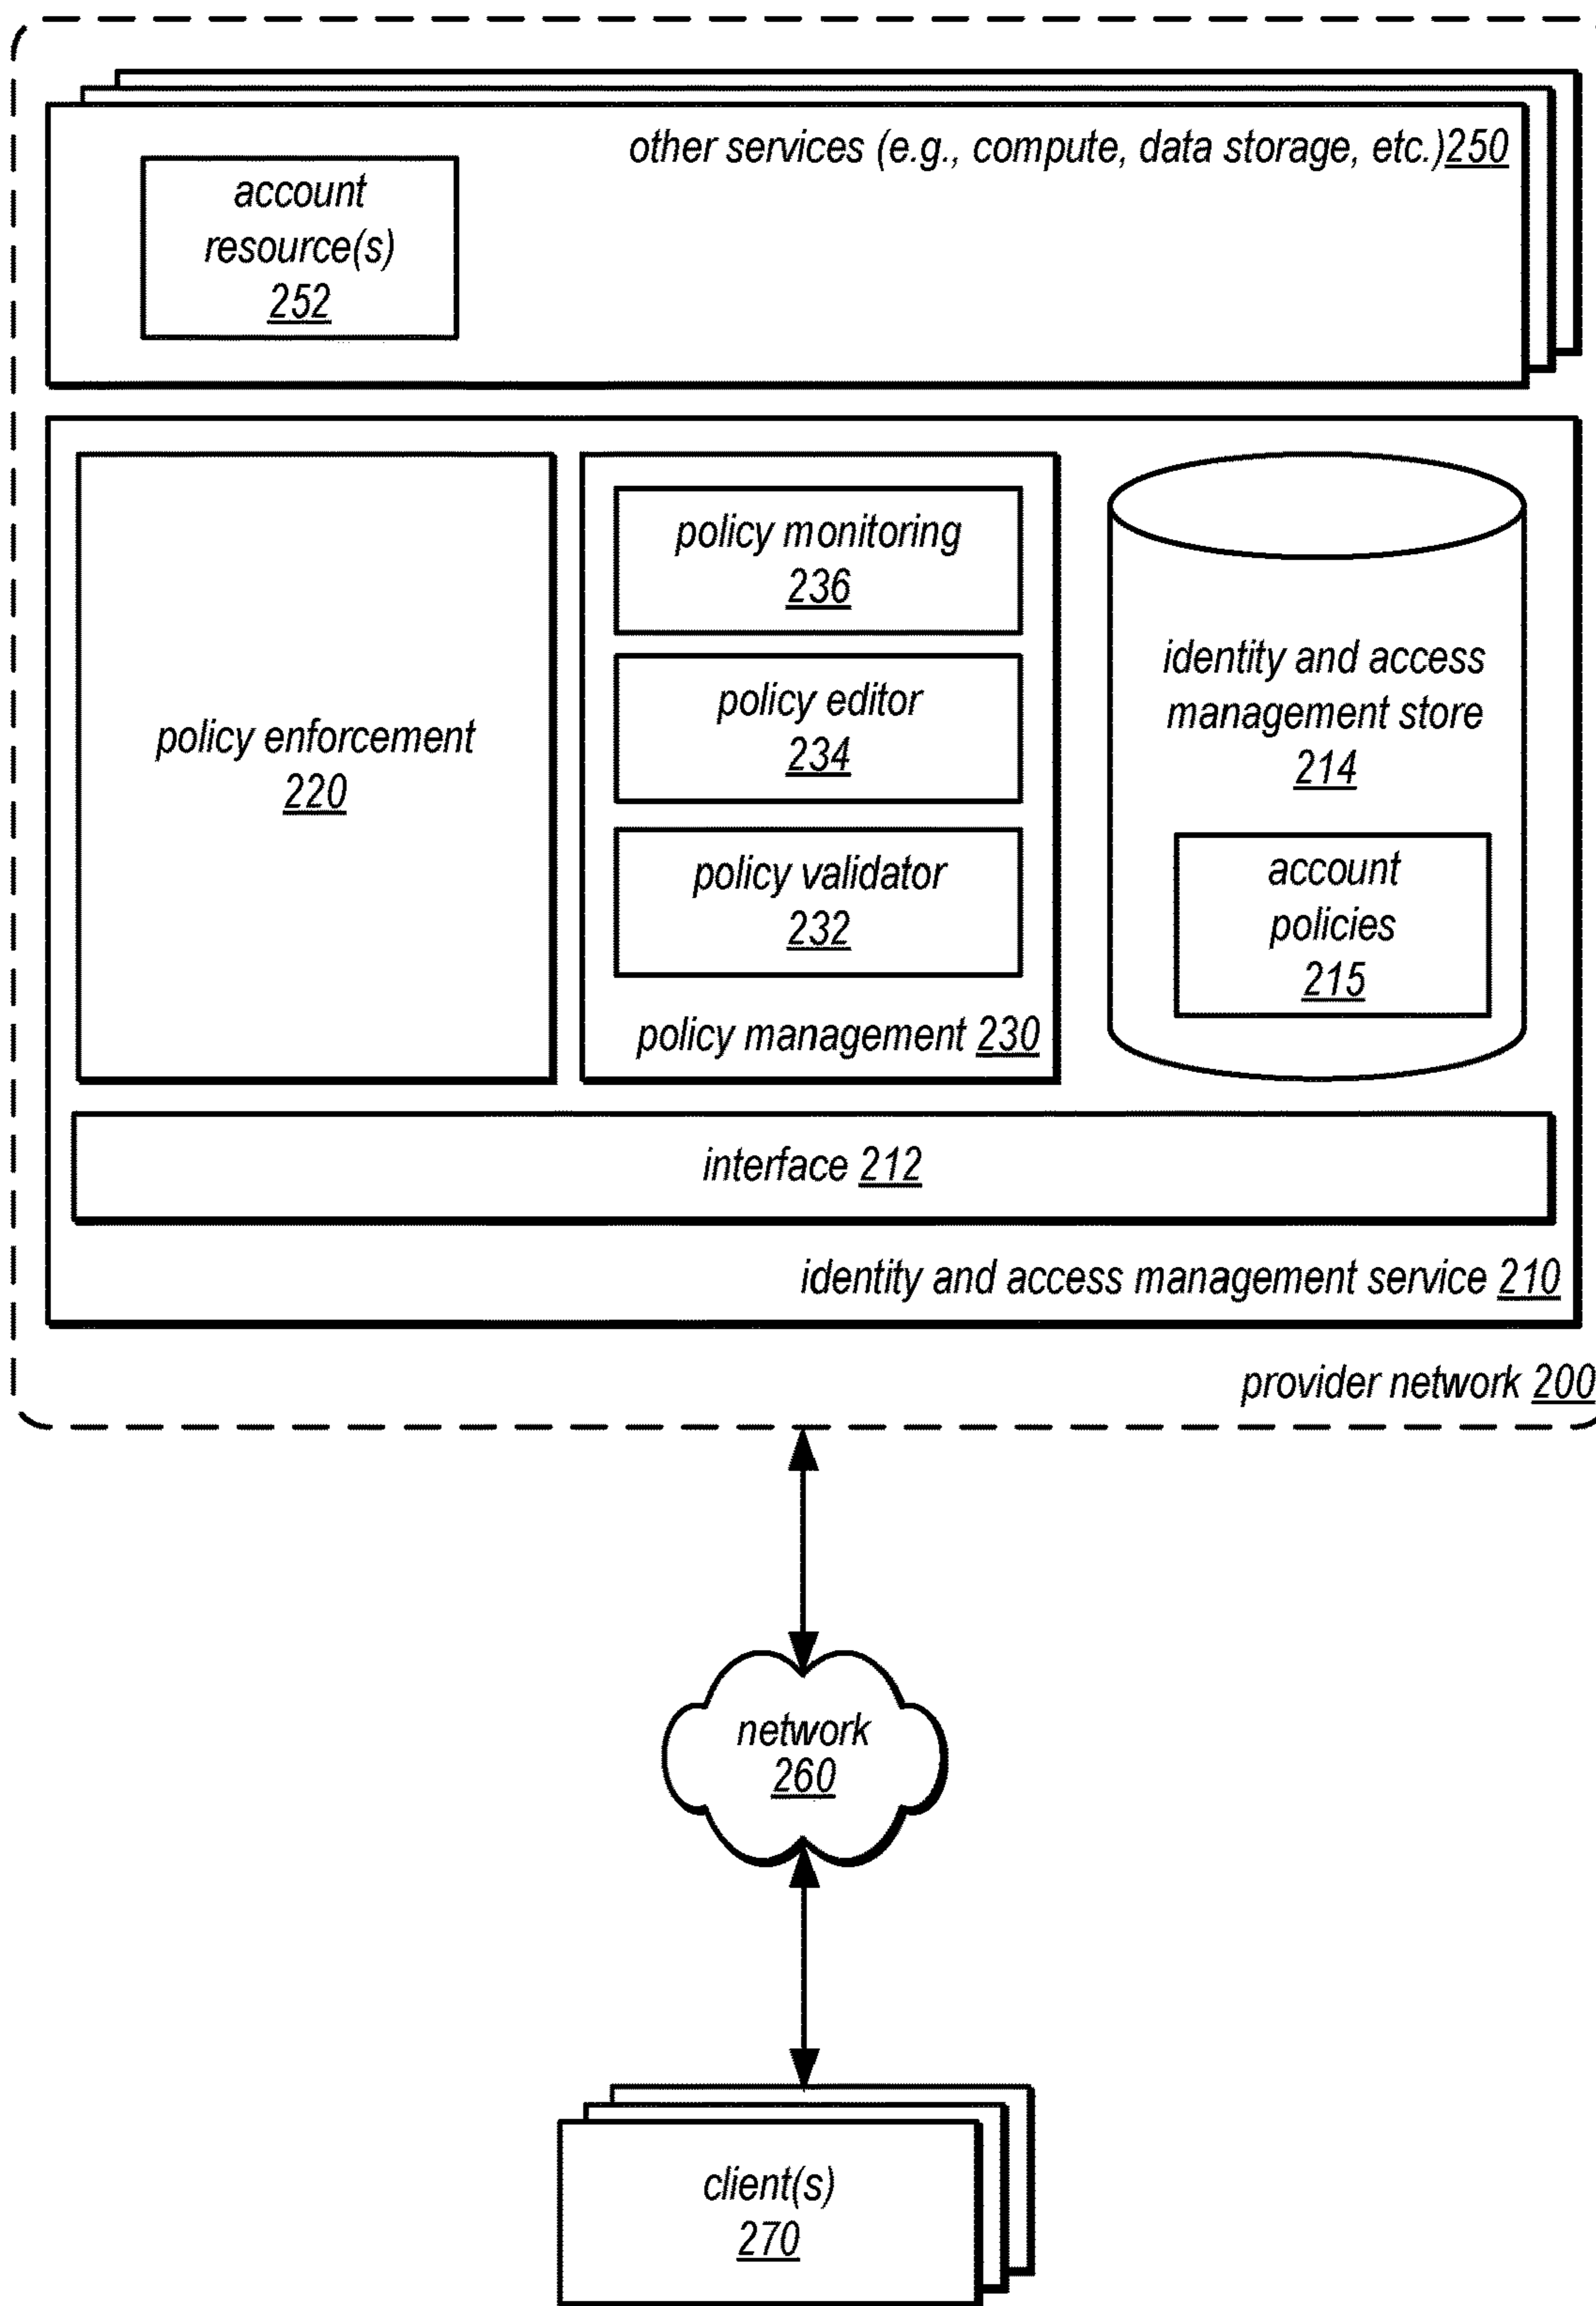 other services (e.g., compute, data storage, etc.)250
account
resource(s)
252
policy enforcement
220
policy monitoring
236
policy editor
234
policy validator
232
policy management 230
identity and access
management store
214
account
policies
215
interface 212
identity and access management service 210
provider network 200
network
260
client(s)
270